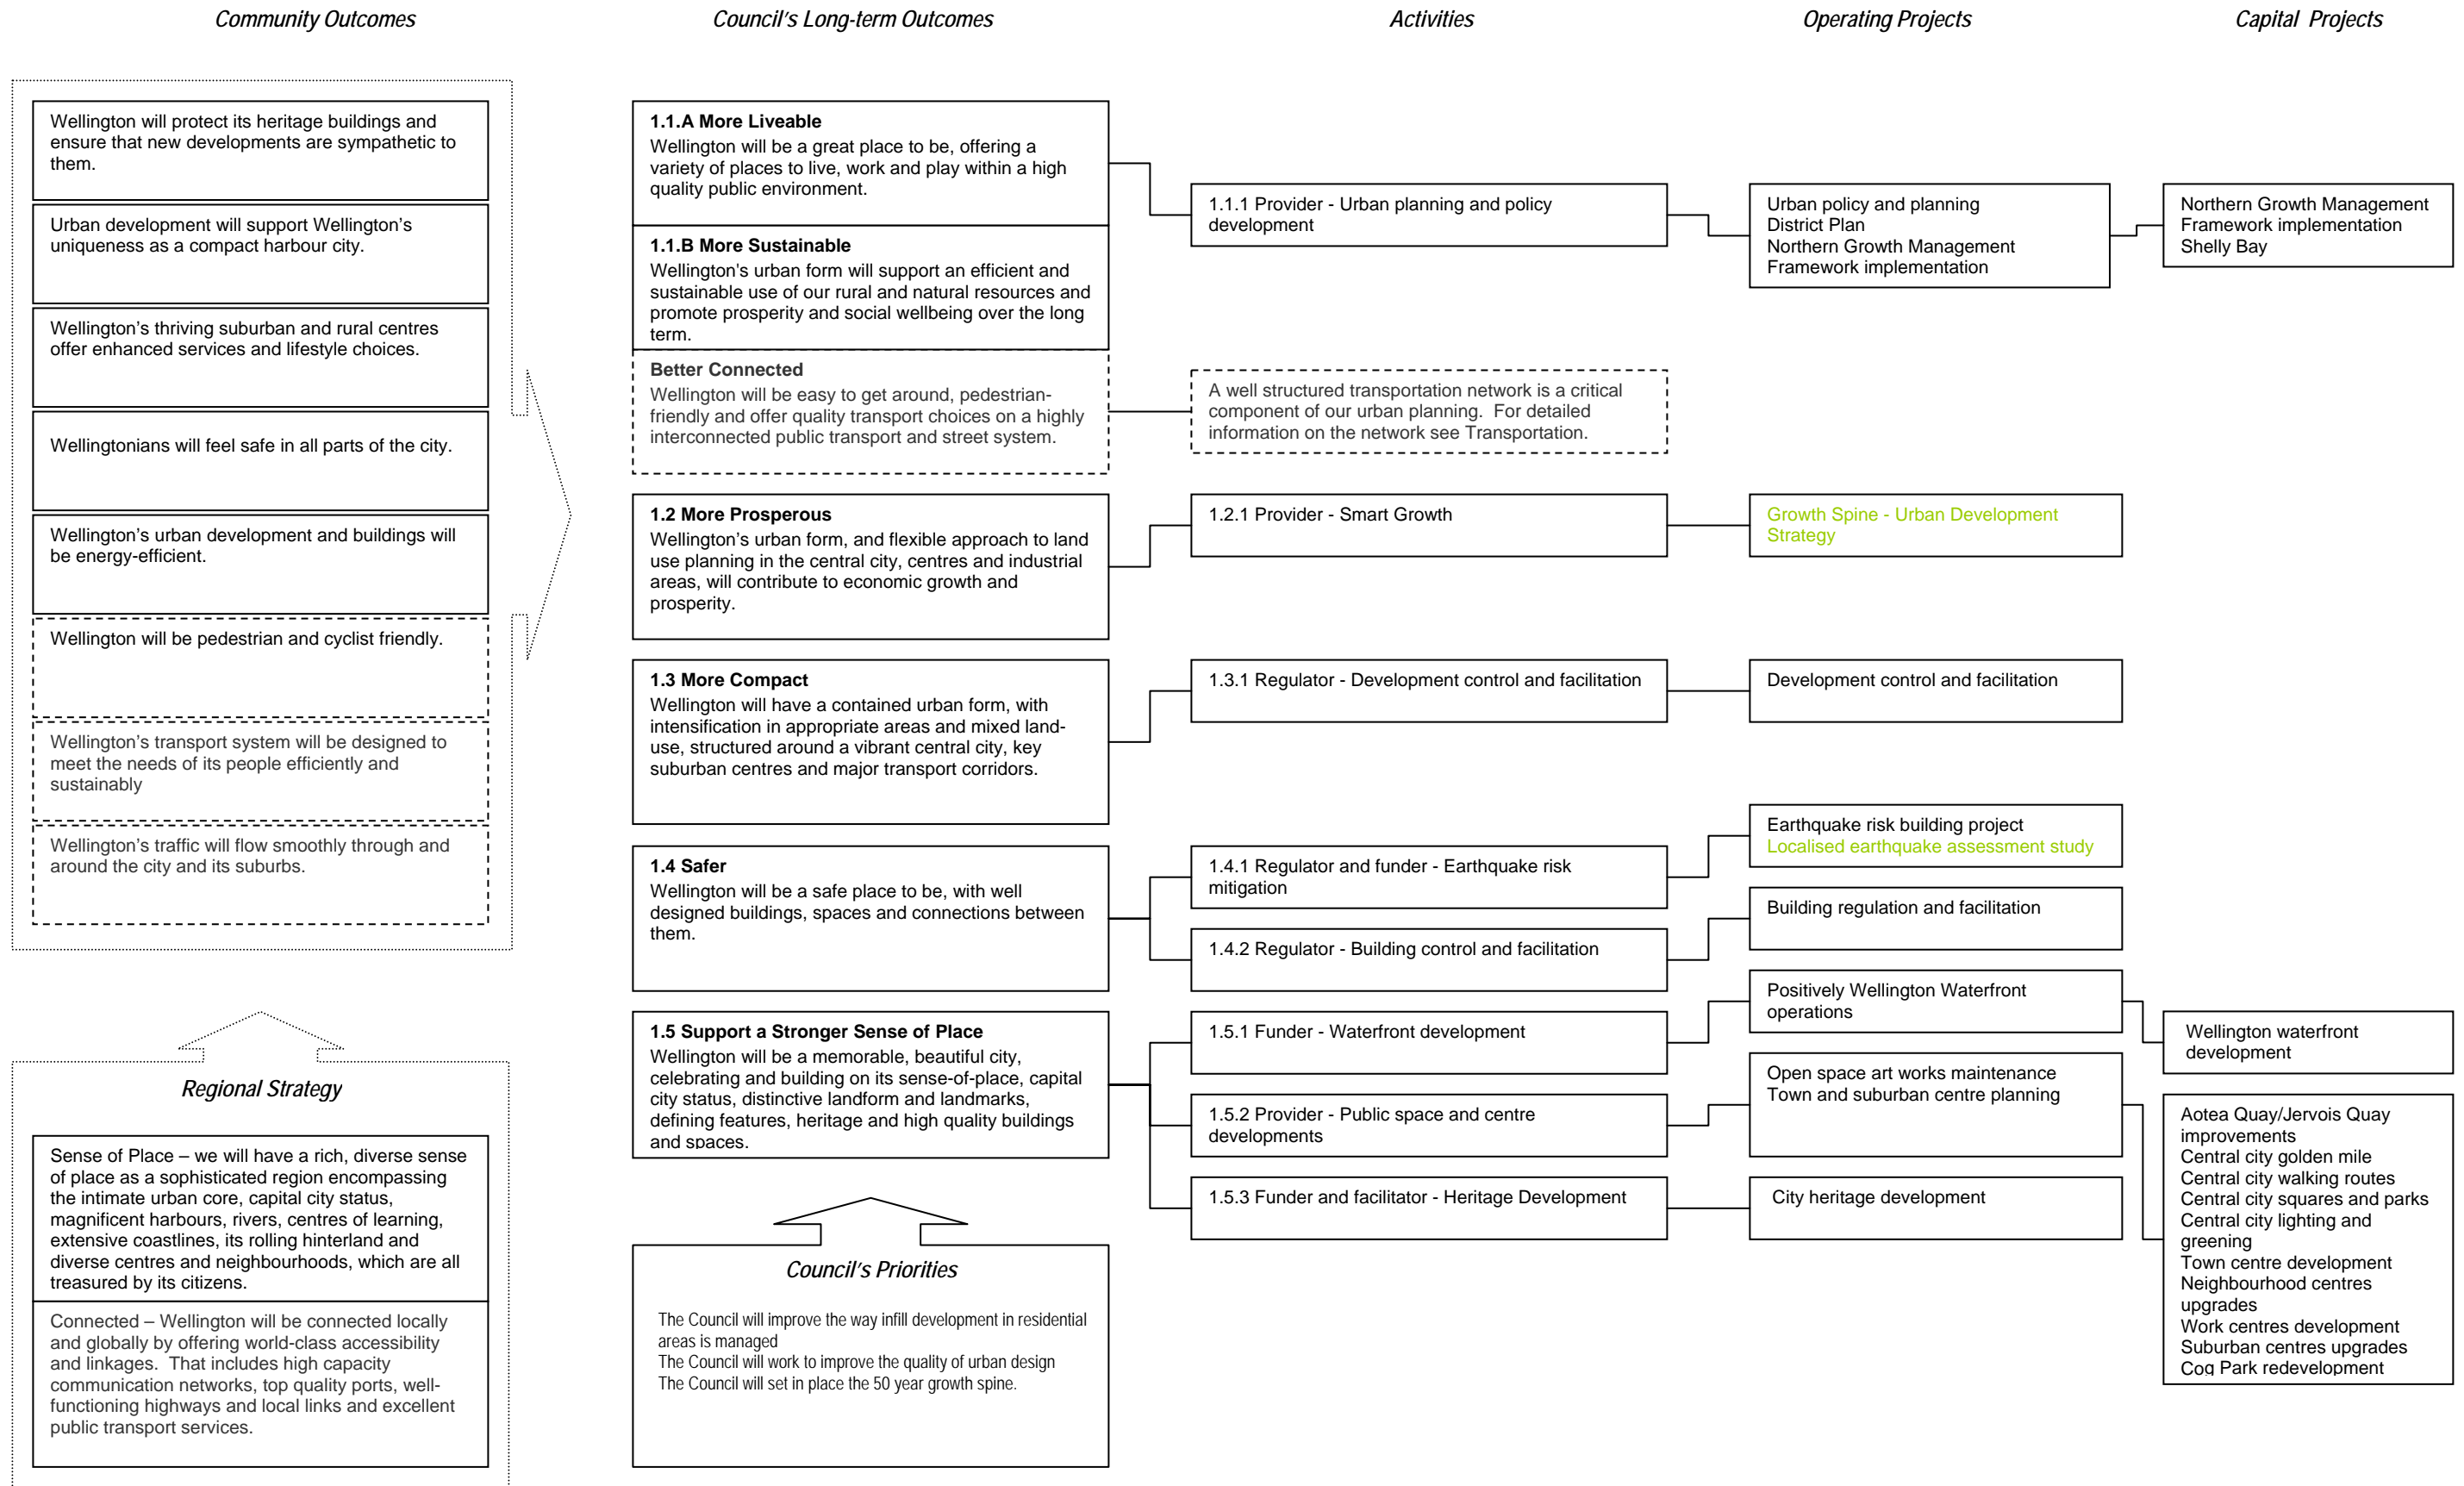 Community Outcomes
Council's Long-term Outcomes
Activities
Operating Projects
Capital Projects
Wellington will protect its heritage buildings and
ensure that new developments are sympathetic to
them.
Urban development will support Wellington's
uniqueness as a compact harbour city.
Wellington's thriving suburban and rural centres
offer enhanced services and lifestyle choices.
Wellingtonians will feel safe in all parts of the city.
Wellington's urban development and buildings will
be energy-efficient.
Wellington will be pedestrian and cyclist friendly.
Wellington's transport system will be designed to
meet the needs of its people efficiently and
sustainably
Wellington's traffic will flow smoothly through and
around the city and its suburbs.
Regional Strategy
Sense of Place – we will have a rich, diverse sense
of place as a sophisticated region encompassing
the intimate urban core, capital city status,
magnificent harbours, rivers, centres of learning,
extensive coastlines, its rolling hinterland and
diverse centres and neighbourhoods, which are all
treasured by its citizens.
Connected – Wellington will be connected locally
and globally by offering world-class accessibility
and linkages.  That includes high capacity
communication networks, top quality ports, well-
functioning highways and local links and excellent
public transport services.
1.1.A More Liveable
Wellington will be a great place to be, offering a
variety of places to live, work and play within a high
quality public environment.
1.1.B More Sustainable
Wellington's urban form will support an efficient and
sustainable use of our rural and natural resources and
promote prosperity and social wellbeing over the long
term.
Better Connected
Wellington will be easy to get around, pedestrian-
friendly and offer quality transport choices on a highly
interconnected public transport and street system.
1.2 More Prosperous
Wellington's urban form, and flexible approach to land
use planning in the central city, centres and industrial
areas, will contribute to economic growth and
prosperity.
1.3 More Compact
Wellington will have a contained urban form, with
intensification in appropriate areas and mixed land-
use, structured around a vibrant central city, key
suburban centres and major transport corridors.
1.4 Safer
Wellington will be a safe place to be, with well
designed buildings, spaces and connections between
them.
1.5 Support a Stronger Sense of Place
Wellington will be a memorable, beautiful city,
celebrating and building on its sense-of-place, capital
city status, distinctive landform and landmarks,
defining features, heritage and high quality buildings
and spaces.
Council's Priorities
The Council will improve the way infill development in residential
areas is managed
The Council will work to improve the quality of urban design
The Council will set in place the 50 year growth spine.
1.1.1 Provider - Urban planning and policy
development
A well structured transportation network is a critical
component of our urban planning.  For detailed
information on the network see Transportation.
1.2.1 Provider - Smart Growth
1.3.1 Regulator - Development control and facilitation
1.4.1 Regulator and funder - Earthquake risk
mitigation
1.4.2 Regulator - Building control and facilitation
1.5.1 Funder - Waterfront development
1.5.2 Provider - Public space and centre
developments
1.5.3 Funder and facilitator - Heritage Development
Urban policy and planning
District Plan
Northern Growth Management
Framework implementation
Growth Spine - Urban Development
Strategy
Development control and facilitation
Earthquake risk building project
Localised earthquake assessment study
Building regulation and facilitation
Positively Wellington Waterfront
operations
Open space art works maintenance
Town and suburban centre planning
City heritage development
Northern Growth Management
Framework implementation
Shelly Bay
Wellington waterfront
development
Aotea Quay/Jervois Quay
improvements
Central city golden mile
Central city walking routes
Central city squares and parks
Central city lighting and
greening
Town centre development
Neighbourhood centres
upgrades
Work centres development
Suburban centres upgrades
Cog Park redevelopment